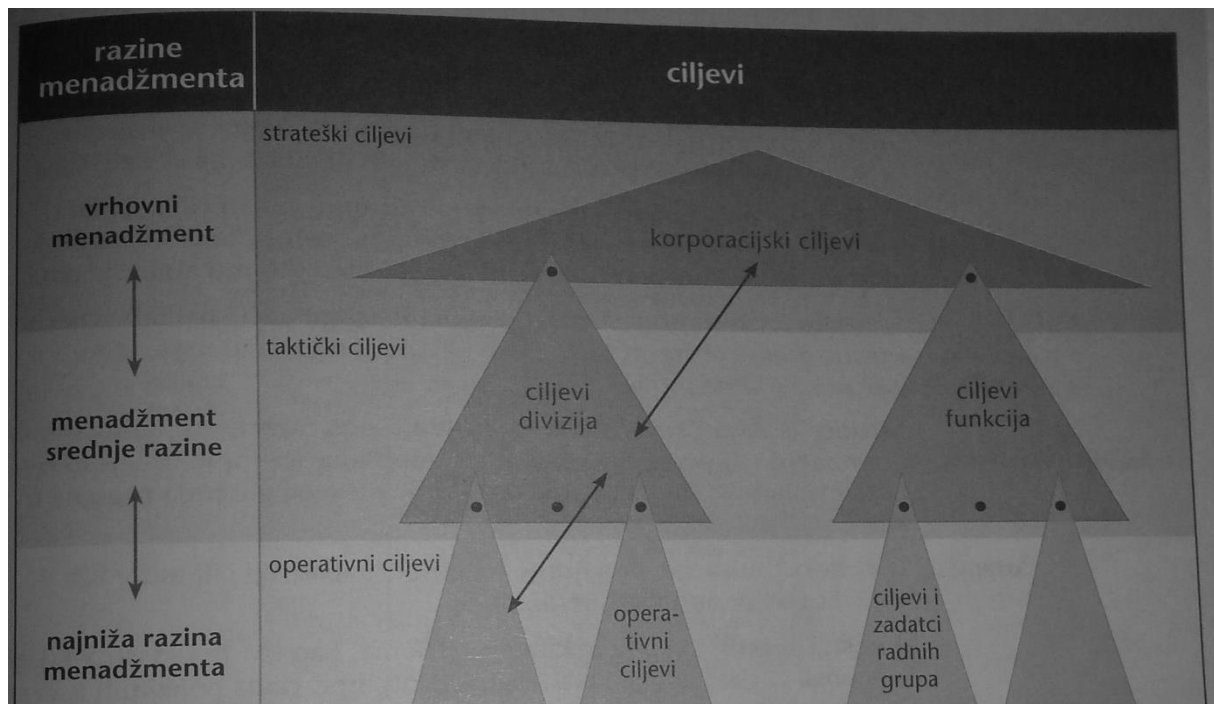 razine
menadžmenta
ciljevi
strateški ciljevi
vrhovni
menadžment
korporacijski ciljevi
taktički ciljevi
menadžment
srednje razine
ciljevi
divizija
ciljevi
funkcija
operativni ciljevi
najniža razina
menadžmenta
opera-
tivni
ciljevi
ciljevi i
zadatci
radnih
grupa